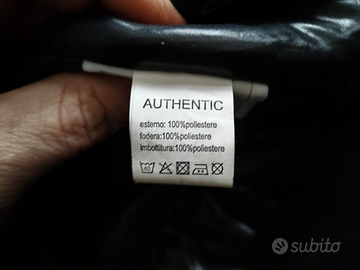 AUTHENTIC
esterno: 100%poliestere
fodera:100%poliestere
Imbottitura:100%poliestere
subito